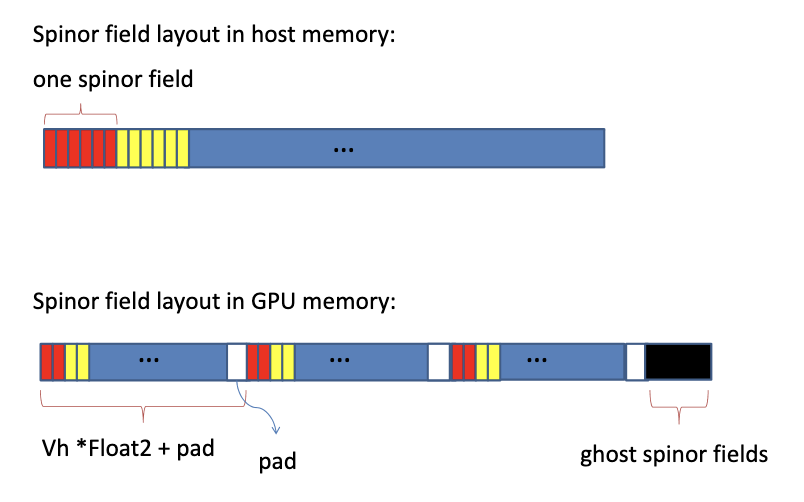 Spinor field layout in host memory:
one spinor field
...
Spinor field layout in GPU memory:
... ... ...
Vh *Float2 + pad
pad
ghost spinor fields